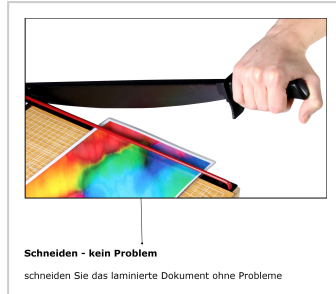 Schneiden - kein Problem
schneiden Sie das laminierte Dokument ohne Probleme